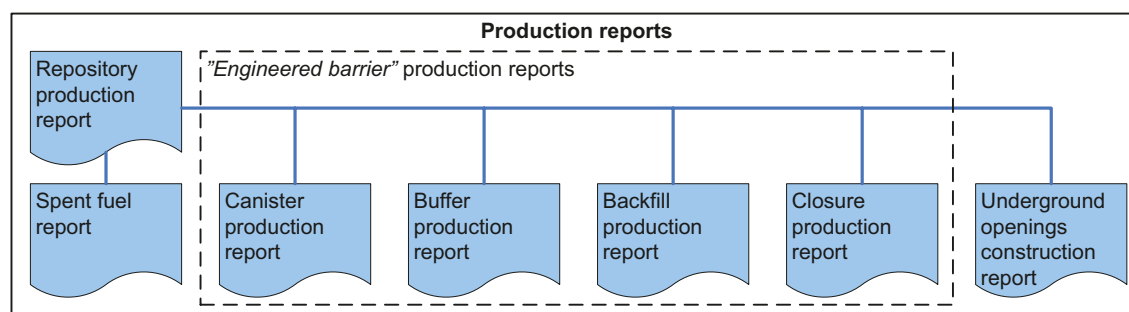 Production reports
Repository
production
report
”Engineered barrier” production reports
Spent fuel
report
Canister
production
report
Buffer
production
report
Backfill
production
report
Closure
production
report
Underground
openings
construction
report